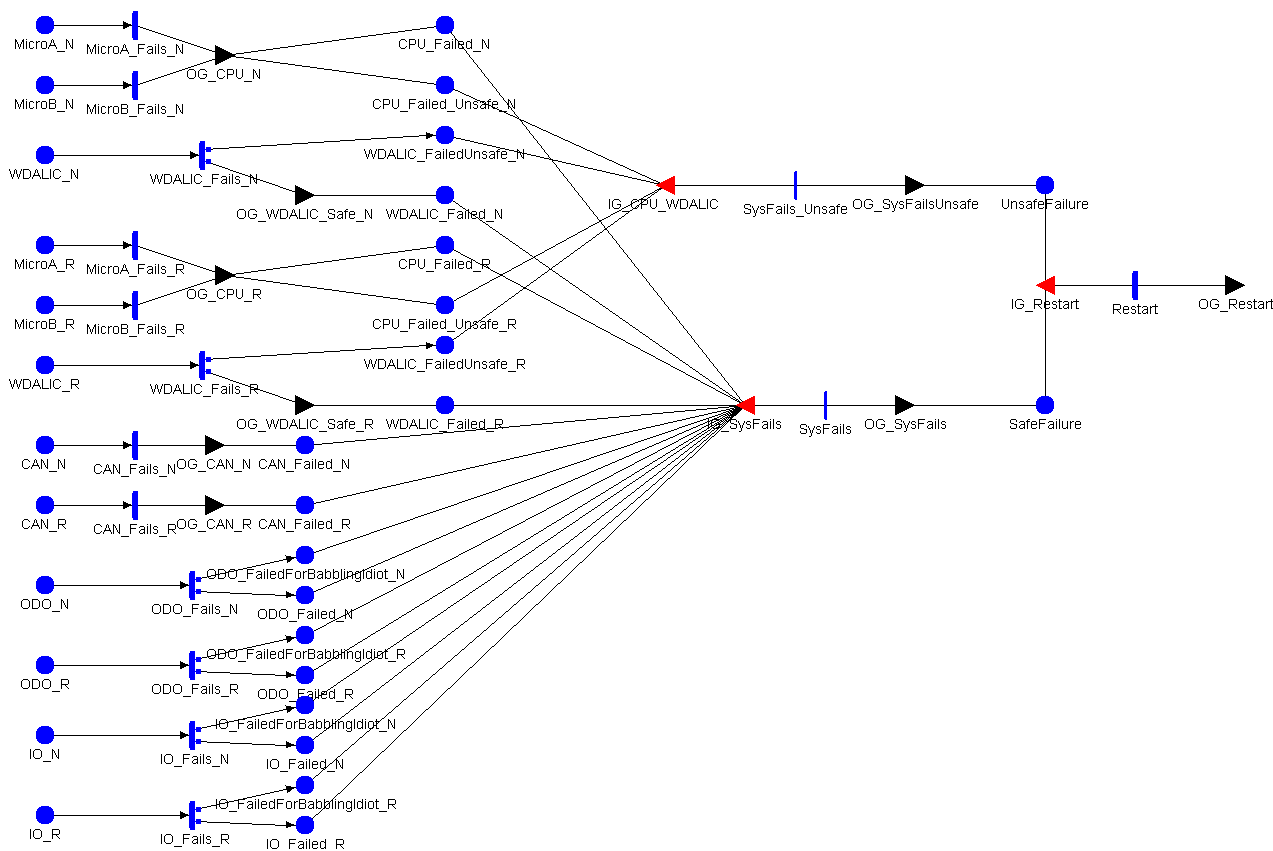 MicroA_N
MicroA_Fails_N
OG_CPU_N
CPU_Failed_N
MicroB_N
MicroB_Fails_N
CPU_Failed_Unsafe_N
WDALIC_N
WDALIC_Fails_N
WDALIC_FailedUnsafe_N
OG_WDALIC_Safe_N
WDALIC_Failed_N
IG_CPU_WDALIC
SysFails_Unsafe
OG_SysFailsUnsafe
UnsafeFailure
MicroA_R
MicroA_Fails_R
OG_CPU_R
CPU_Failed_R
MicroB_R
MicroB_Fails_R
CPU_Failed_Unsafe_R
IG_Restart
Restart
OG_Restart
WDALIC_R
WDALIC_Fails_R
WDALIC_FailedUnsafe_R
OG_WDALIC_Safe_R
WDALIC_Failed_R
IG_SysFails
SysFails
OG_SysFails
SafeFailure
CAN_N
CAN_Fails_N
OG_CAN_N
CAN_Failed_N
CAN_R
CAN_Fails_R
OG_CAN_R
CAN_Failed_R
ODO_N
ODO_Fails_N
ODO_FailedForBabblingIdiot_N
ODO_Failed_N
ODO_R
ODO_Fails_R
ODO_FailedForBabblingIdiot_R
ODO_Failed_R
IO_N
IO_Fails_N
IO_FailedForBabblingIdiot_N
IO_Failed_N
IO_R
IO_Fails_R
IO_FailedForBabblingIdiot_R
IO_Failed_R